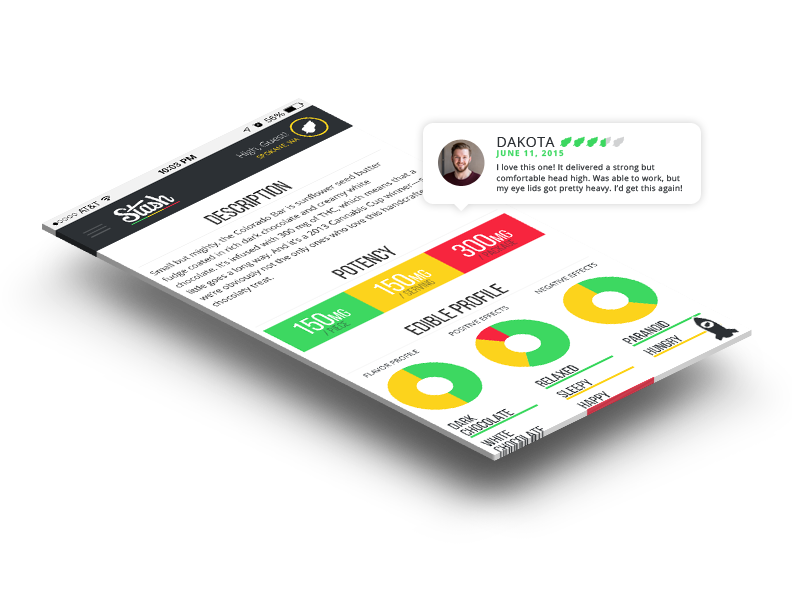 ●○○○○ AT&T
10:03 PM
56%
Stash
High, Guest
SPOKANE, WA
DESCRIPTION
Small but mighty, the Colorado Bar is sunflower seed butter
fudge coated in rich dark chocolate and creamy white
chocolate. It's infused with 300 mg of THC, which means that a
little goes a long way. And it's a 2013 Cannabis Cup Winner—s
we're obviously not the only ones who love this handcrafte
chocolaty treat.
POTENCY
150MG
/ PIECE
150MG
/ SERVING
300MG
/ PACKAGE
EDIBLE PROFILE
FLAVOR PROFILE
POSITIVE EFFECTS
NEGATIVE EFFECTS
DARK
CHOCOLATE
WHITE
CHOCOLATE
RELAXED
SLEEPY
HAPPY
PARANOID
HUNGRY
DAKOTA
JUNE 11, 2015
I love this one! It delivered a strong but
comfortable head high. Was able to work, but
my eye lids got pretty heavy. I'd get this again!